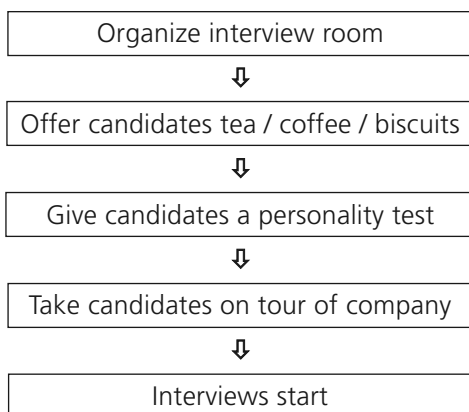 Organize interview room
⇩
Offer candidates tea / coffee / biscuits
⇩
Give candidates a personality test
⇩
Take candidates on tour of company
⇩
Interviews start